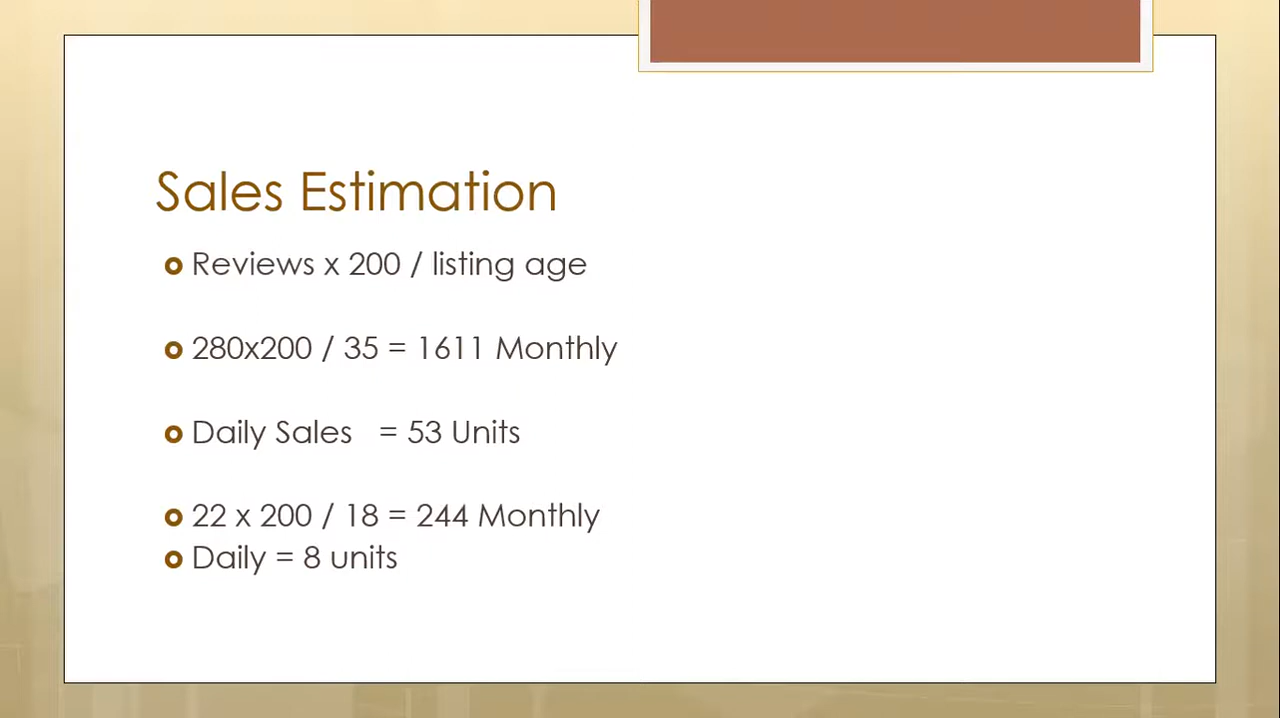 Sales Estimation
Reviews x 200 / listing age
280x200 / 35 = 1611 Monthly
Daily Sales = 53 Units
22 x 200 / 18 = 244 Monthly
Daily = 8 units